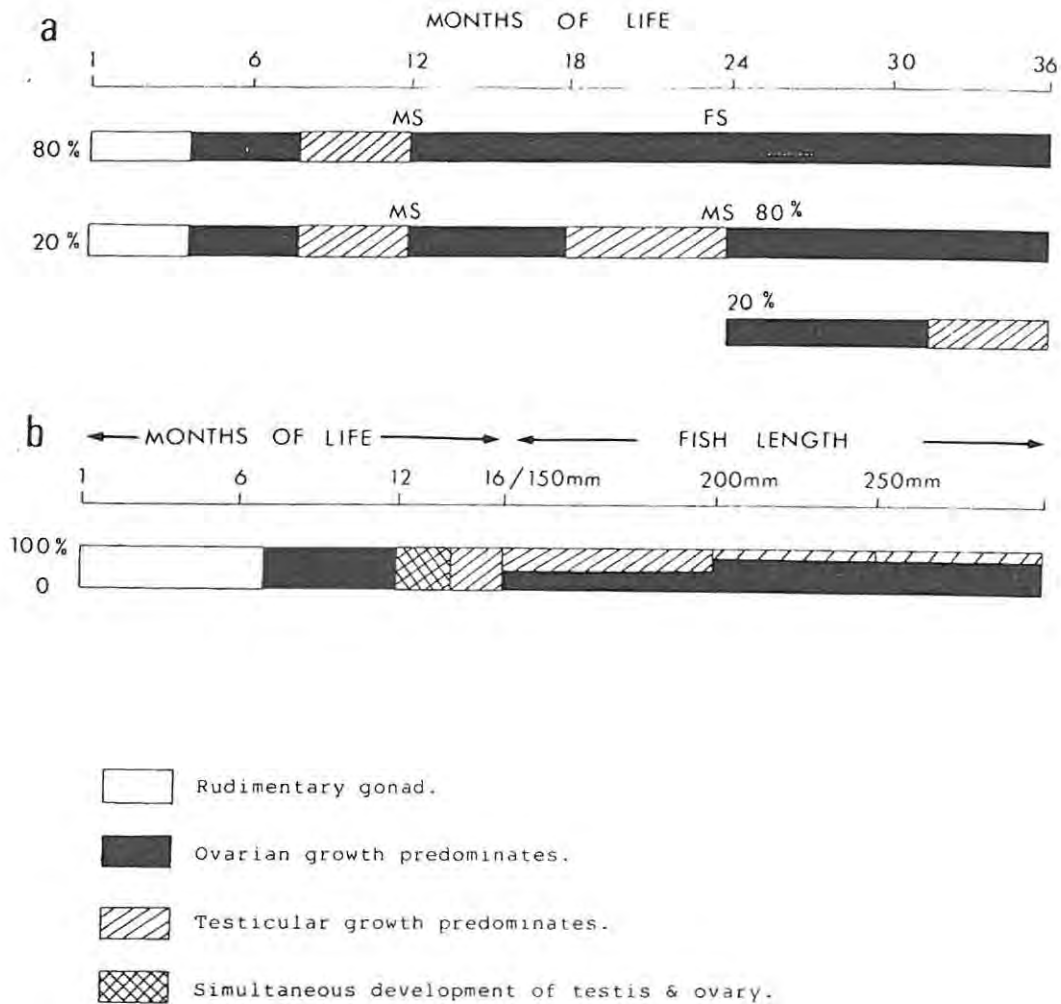 a
MONTHS OF LIFE
1 6 12 18 24 30 36
MS FS
80%
MS MS 80%
20%
20%
b
MONTHS OF LIFE FISH LENGTH
1 6 12 16/150mm 200mm 250mm
100%
0
Rudimentary gonad.
Ovarian growth predominates.
Testicular growth predominates.
Simultaneous development of testis & ovary.